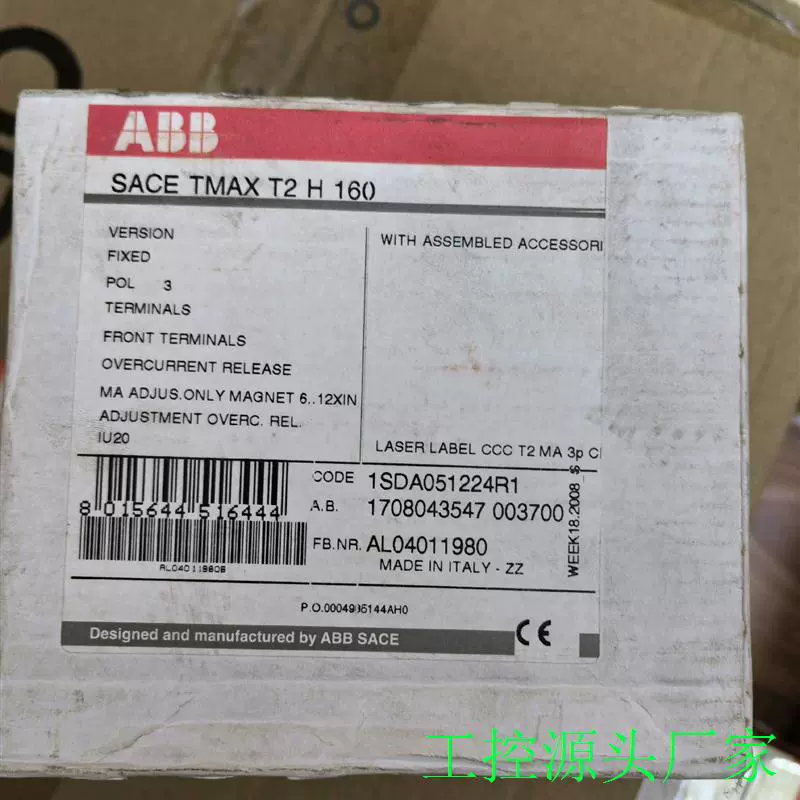 ABB
SACE TMAX T2 H 160
VERSION
FIXED
POL 3
TERMINALS
FRONT TERMINALS
OVERCURRENT RELEASE
MA ADJUS.ONLY MAGNET 6..12XIN
ADJUSTMENT OVERC. REL.
IU20
WITH ASSEMBLED ACCESSORI
LASER LABEL CCC T2 MA 3p C
CODE 1SDA051224R1
A.B. 1708043547 003700
FB.NR. AL04011980
MADE IN ITALY - ZZ
WEEK18.2008_S
8 015644 516444
AL04011980B
P.O.0004985144AH0
Designed and manufactured by ABB SACE
CE
工控源头厂家